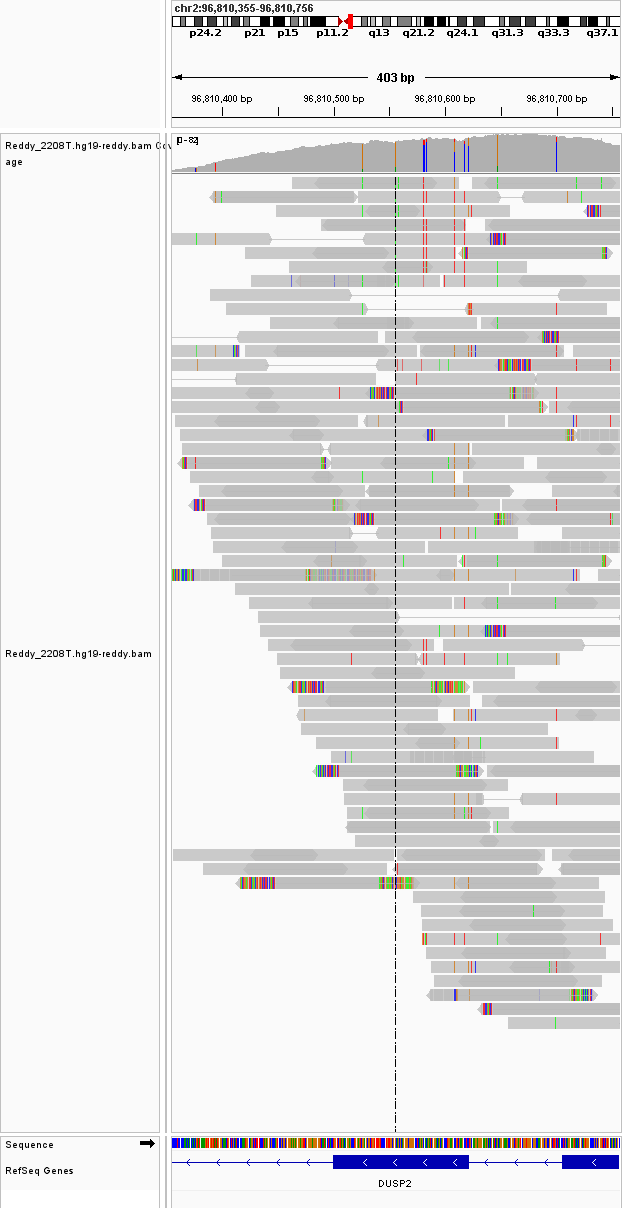 chr2:96,810,355-96,810,756
p24.2 p21 p15 p11.2 q13 q21.2 q24.1 q31.3 q33.3 q37.1
403 bp
96,810,400 bp 96,810,500 bp 96,810,600 bp 96,810,700 bp
Reddy_2208T.hg19-reddy.bam Cov
age
[0-82]
Reddy_2208T.hg19-reddy.bam
Sequence
RefSeq Genes
DUSP2